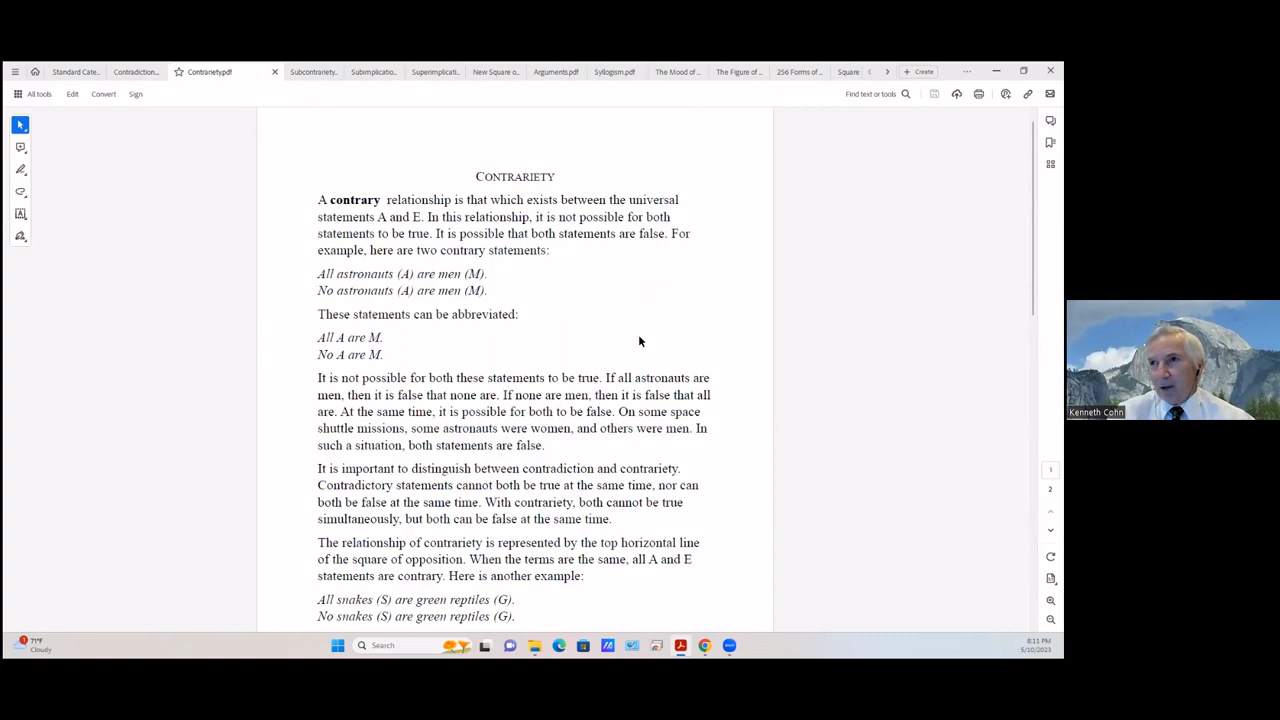 Standard Cate... Contradiction... Contrariety.pdf Subcontrariety... Subimplicatio... Superimplicati... New Square o... Arguments.pdf Syllogism.pdf The Mood of ... The Figure of ... 256 Forms of ... Square Create
All tools Edit Convert Sign Find text or tools
CONTRARIETY
A contrary relationship is that which exists between the universal
statements A and E. In this relationship, it is not possible for both
statements to be true. It is possible that both statements are false. For
example, here are two contrary statements:
All astronauts (A) are men (M).
No astronauts (A) are men (M).
These statements can be abbreviated:
All A are M.
No A are M.
It is not possible for both these statements to be true. If all astronauts are
men, then it is false that none are. If none are men, then it is false that all
are. At the same time, it is possible for both to be false. On some space
shuttle missions, some astronauts were women, and others were men. In
such a situation, both statements are false.
It is important to distinguish between contradiction and contrariety.
Contradictory statements cannot both be true at the same time, nor can
both be false at the same time. With contrariety, both cannot be true
simultaneously, but both can be false at the same time.
The relationship of contrariety is represented by the top horizontal line
of the square of opposition. When the terms are the same, all A and E
statements are contrary. Here is another example:
All snakes (S) are green reptiles (G).
No snakes (S) are green reptiles (G).
Kenneth Cohn
1
2
1
71°F
Cloudy
Search
8:11 PM
5/10/2023